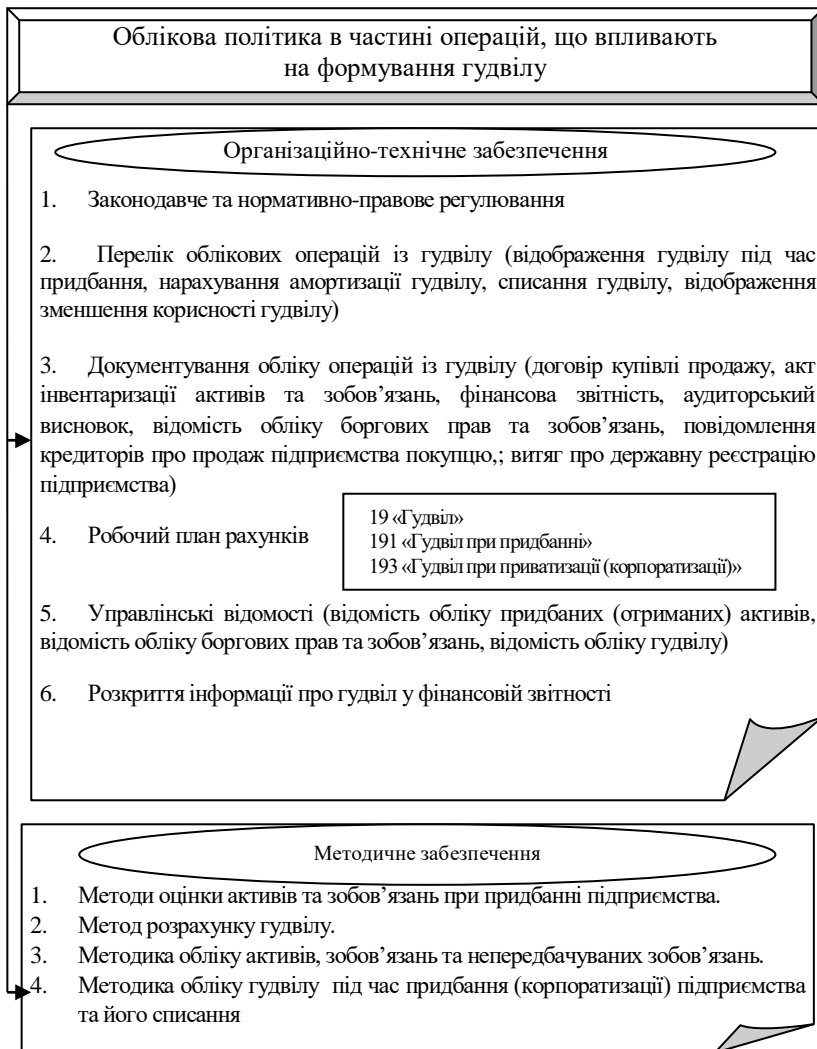 Облікова політика в частині операцій, що впливають
на формування гудвілу
Організаційно-технічне забезпечення
1. Законодавче та нормативно-правове регулювання
2. Перелік облікових операцій із гудвілу (відображення гудвілу під час
придбання, нарахування амортизації гудвілу, списання гудвілу, відображення
зменшення корисності гудвілу)
3. Документування обліку операцій із гудвілу (договір купівлі продажу, акт
інвентаризації активів та зобов’язань, фінансова звітність, аудиторський
висновок, відомість обліку боргових прав та зобов’язань, повідомлення
кредиторів про продаж підприємства покупцю,; витяг про державну реєстрацію
підприємства)
4. Робочий план рахунків
19 «Гудвіл»
191 «Гудвіл при придбанні»
193 «Гудвіл при приватизації (корпоратизації)»
5. Управлінські відомості (відомість обліку придбаних (отриманих) активів,
відомість обліку боргових прав та зобов’язань, відомість обліку гудвілу)
6. Розкриття інформації про гудвіл у фінансовій звітності
Методичне забезпечення
1. Методи оцінки активів та зобов’язань при придбанні підприємства.
2. Метод розрахунку гудвілу.
3. Методика обліку активів, зобов’язань та непередбачуваних зобов’язань.
4. Методика обліку гудвілу під час придбання (корпоратизації) підприємства
та його списання